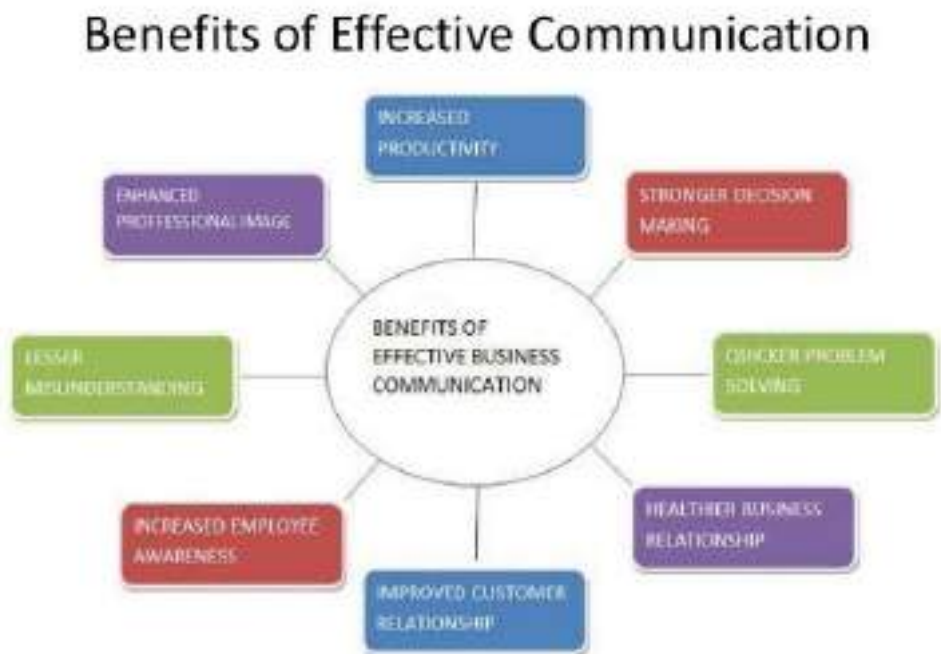 Benefits of Effective Communication
INCREASED
PRODUCTIVITY
STRONGER DECISION
MAKING
QUICKER PROBLEM
SOLVING
HEALTHIER BUSINESS
RELATIONSHIP
IMPROVED CUSTOMER
RELATIONSHIP
INCREASED EMPLOYEE
AWARENESS
LESSER
MISUNDERSTANDING
ENHANCED
PROFFESSIONAL IMAGE
BENEFITS OF
EFFECTIVE BUSINESS
COMMUNICATION